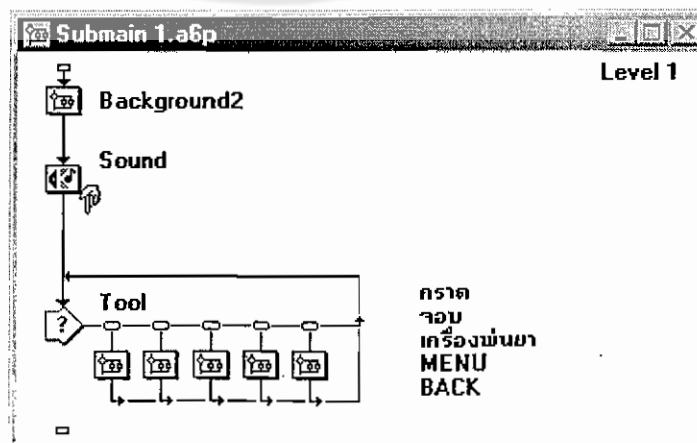 Submain 1.a6p
Level 1
Background2
Sound
Tool
?
คราด
จอบ
เครื่องพ่นยา
MENU
BACK